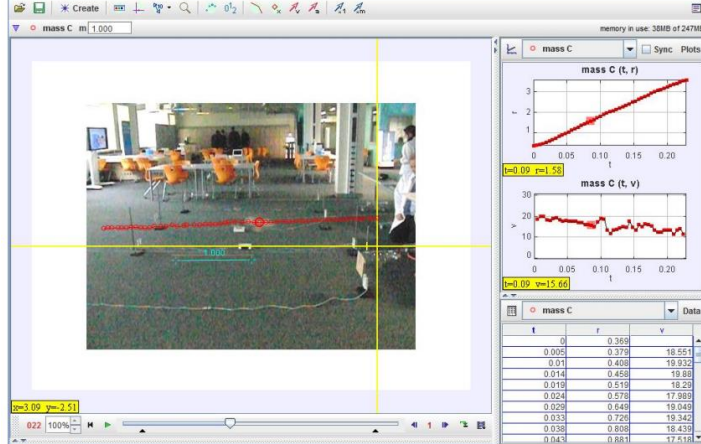 Create
mass C m 1.000
memory in use: 38MB of 247MB
mass C
Sync Plots
mass C (t, r)
3
2
1
r
0 0.05 0.10 0.15 0.20
t
t=0.09 r=1.58
mass C (t, v)
30
20
10
0
v
0 0.05 0.10 0.15 0.20
t
t=0.09 v=15.66
1.000
mass C
Data
t r v
0 0.369
0.005 0.379 18.551
0.01 0.408 19.932
0.014 0.458 19.88
0.019 0.519 18.29
0.024 0.578 17.989
0.029 0.649 19.049
0.033 0.726 19.342
0.038 0.808 18.439
0.043 0.881 17.518
x=3.09 y=-2.51
022 100% 1